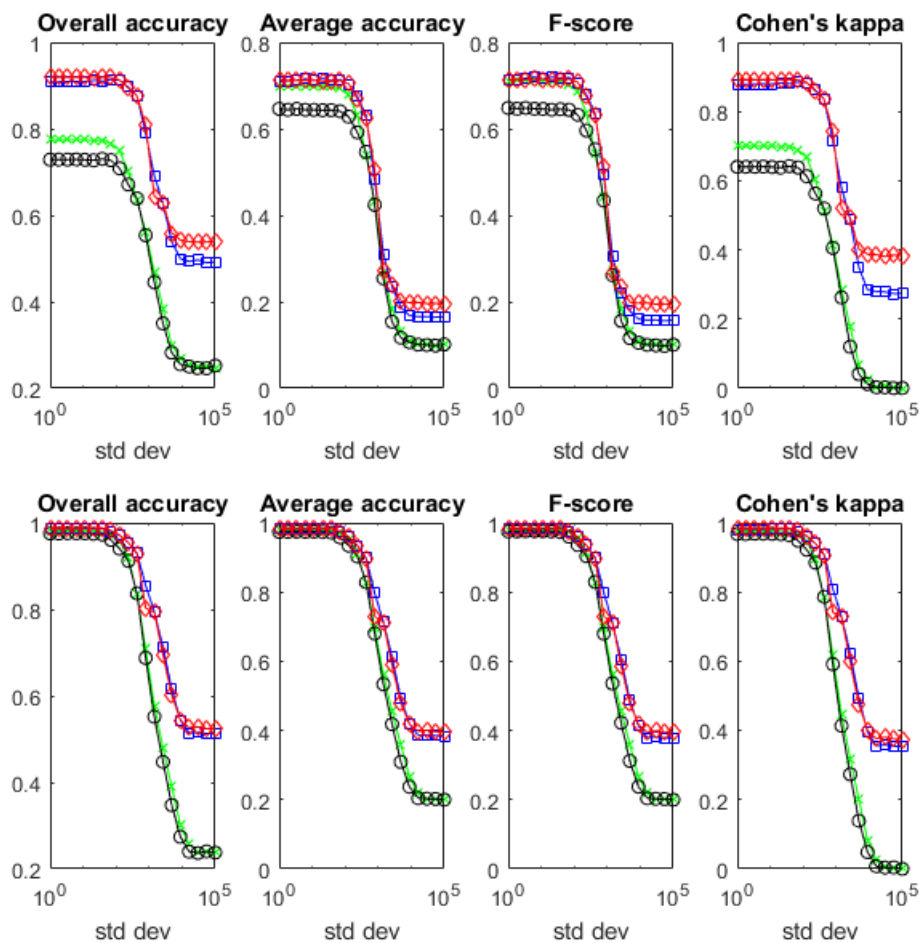 Overall accuracy Average accuracy F-score Cohen's kappa
1 0.8 0.8 1
0.8 0.6 0.6 0.8
0.6 0.4 0.4 0.6
0.4 0.2 0.2 0.4
0.2
0.2 0 0 0
10^0 10^5 10^0 10^5 10^0 10^5 10^0 10^5
std dev std dev std dev std dev
Overall accuracy Average accuracy F-score Cohen's kappa
1 1 1 1
0.8 0.8 0.8 0.8
0.6 0.6 0.6 0.6
0.4 0.4 0.4 0.4
0.2 0.2 0.2
0.2 0 0 0
10^0 10^5 10^0 10^5 10^0 10^5 10^0 10^5
std dev std dev std dev std dev